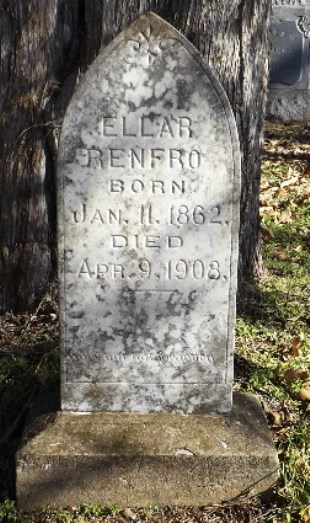 ELLAR
RENFRO
BORN
JAN. 11. 1862.
DIED
APR. 9. 1908.